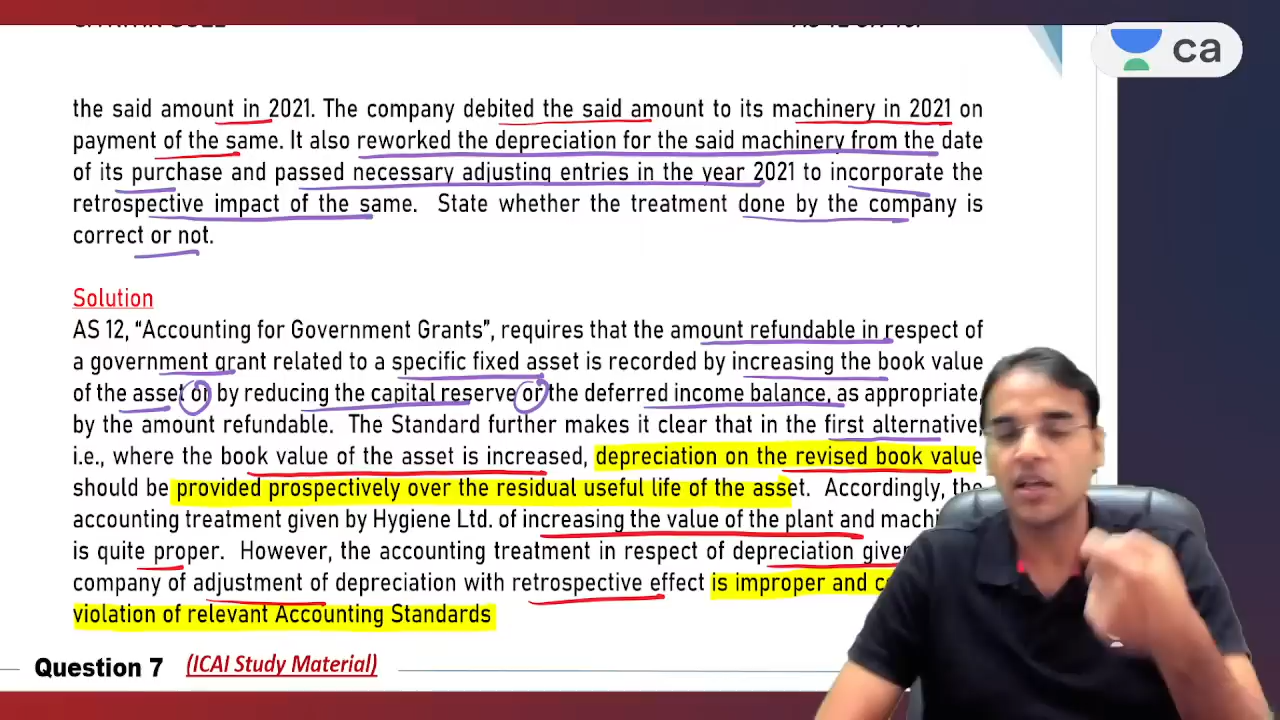 ca
the said amount in 2021. The company debited the said amount to its machinery in 2021 on
payment of the same. It also reworked the depreciation for the said machinery from the date
of its purchase and passed necessary adjusting entries in the year 2021 to incorporate the
retrospective impact of the same. State whether the treatment done by the company is
correct or not.
Solution
AS 12, “Accounting for Government Grants”, requires that the amount refundable in respect of
a government grant related to a specific fixed asset is recorded by increasing the book value
of the asset or by reducing the capital reserve or the deferred income balance, as appropriate,
by the amount refundable. The Standard further makes it clear that in the first alternative,
i.e., where the book value of the asset is increased, depreciation on the revised book value
should be provided prospectively over the residual useful life of the asset. Accordingly, the
accounting treatment given by Hygiene Ltd. of increasing the value of the plant and
is quite proper. However, the accounting treatment in respect of depreciation
company of adjustment of depreciation with retrospective effect is improper and
violation of relevant Accounting Standards
Question 7 (ICAI Study Material)